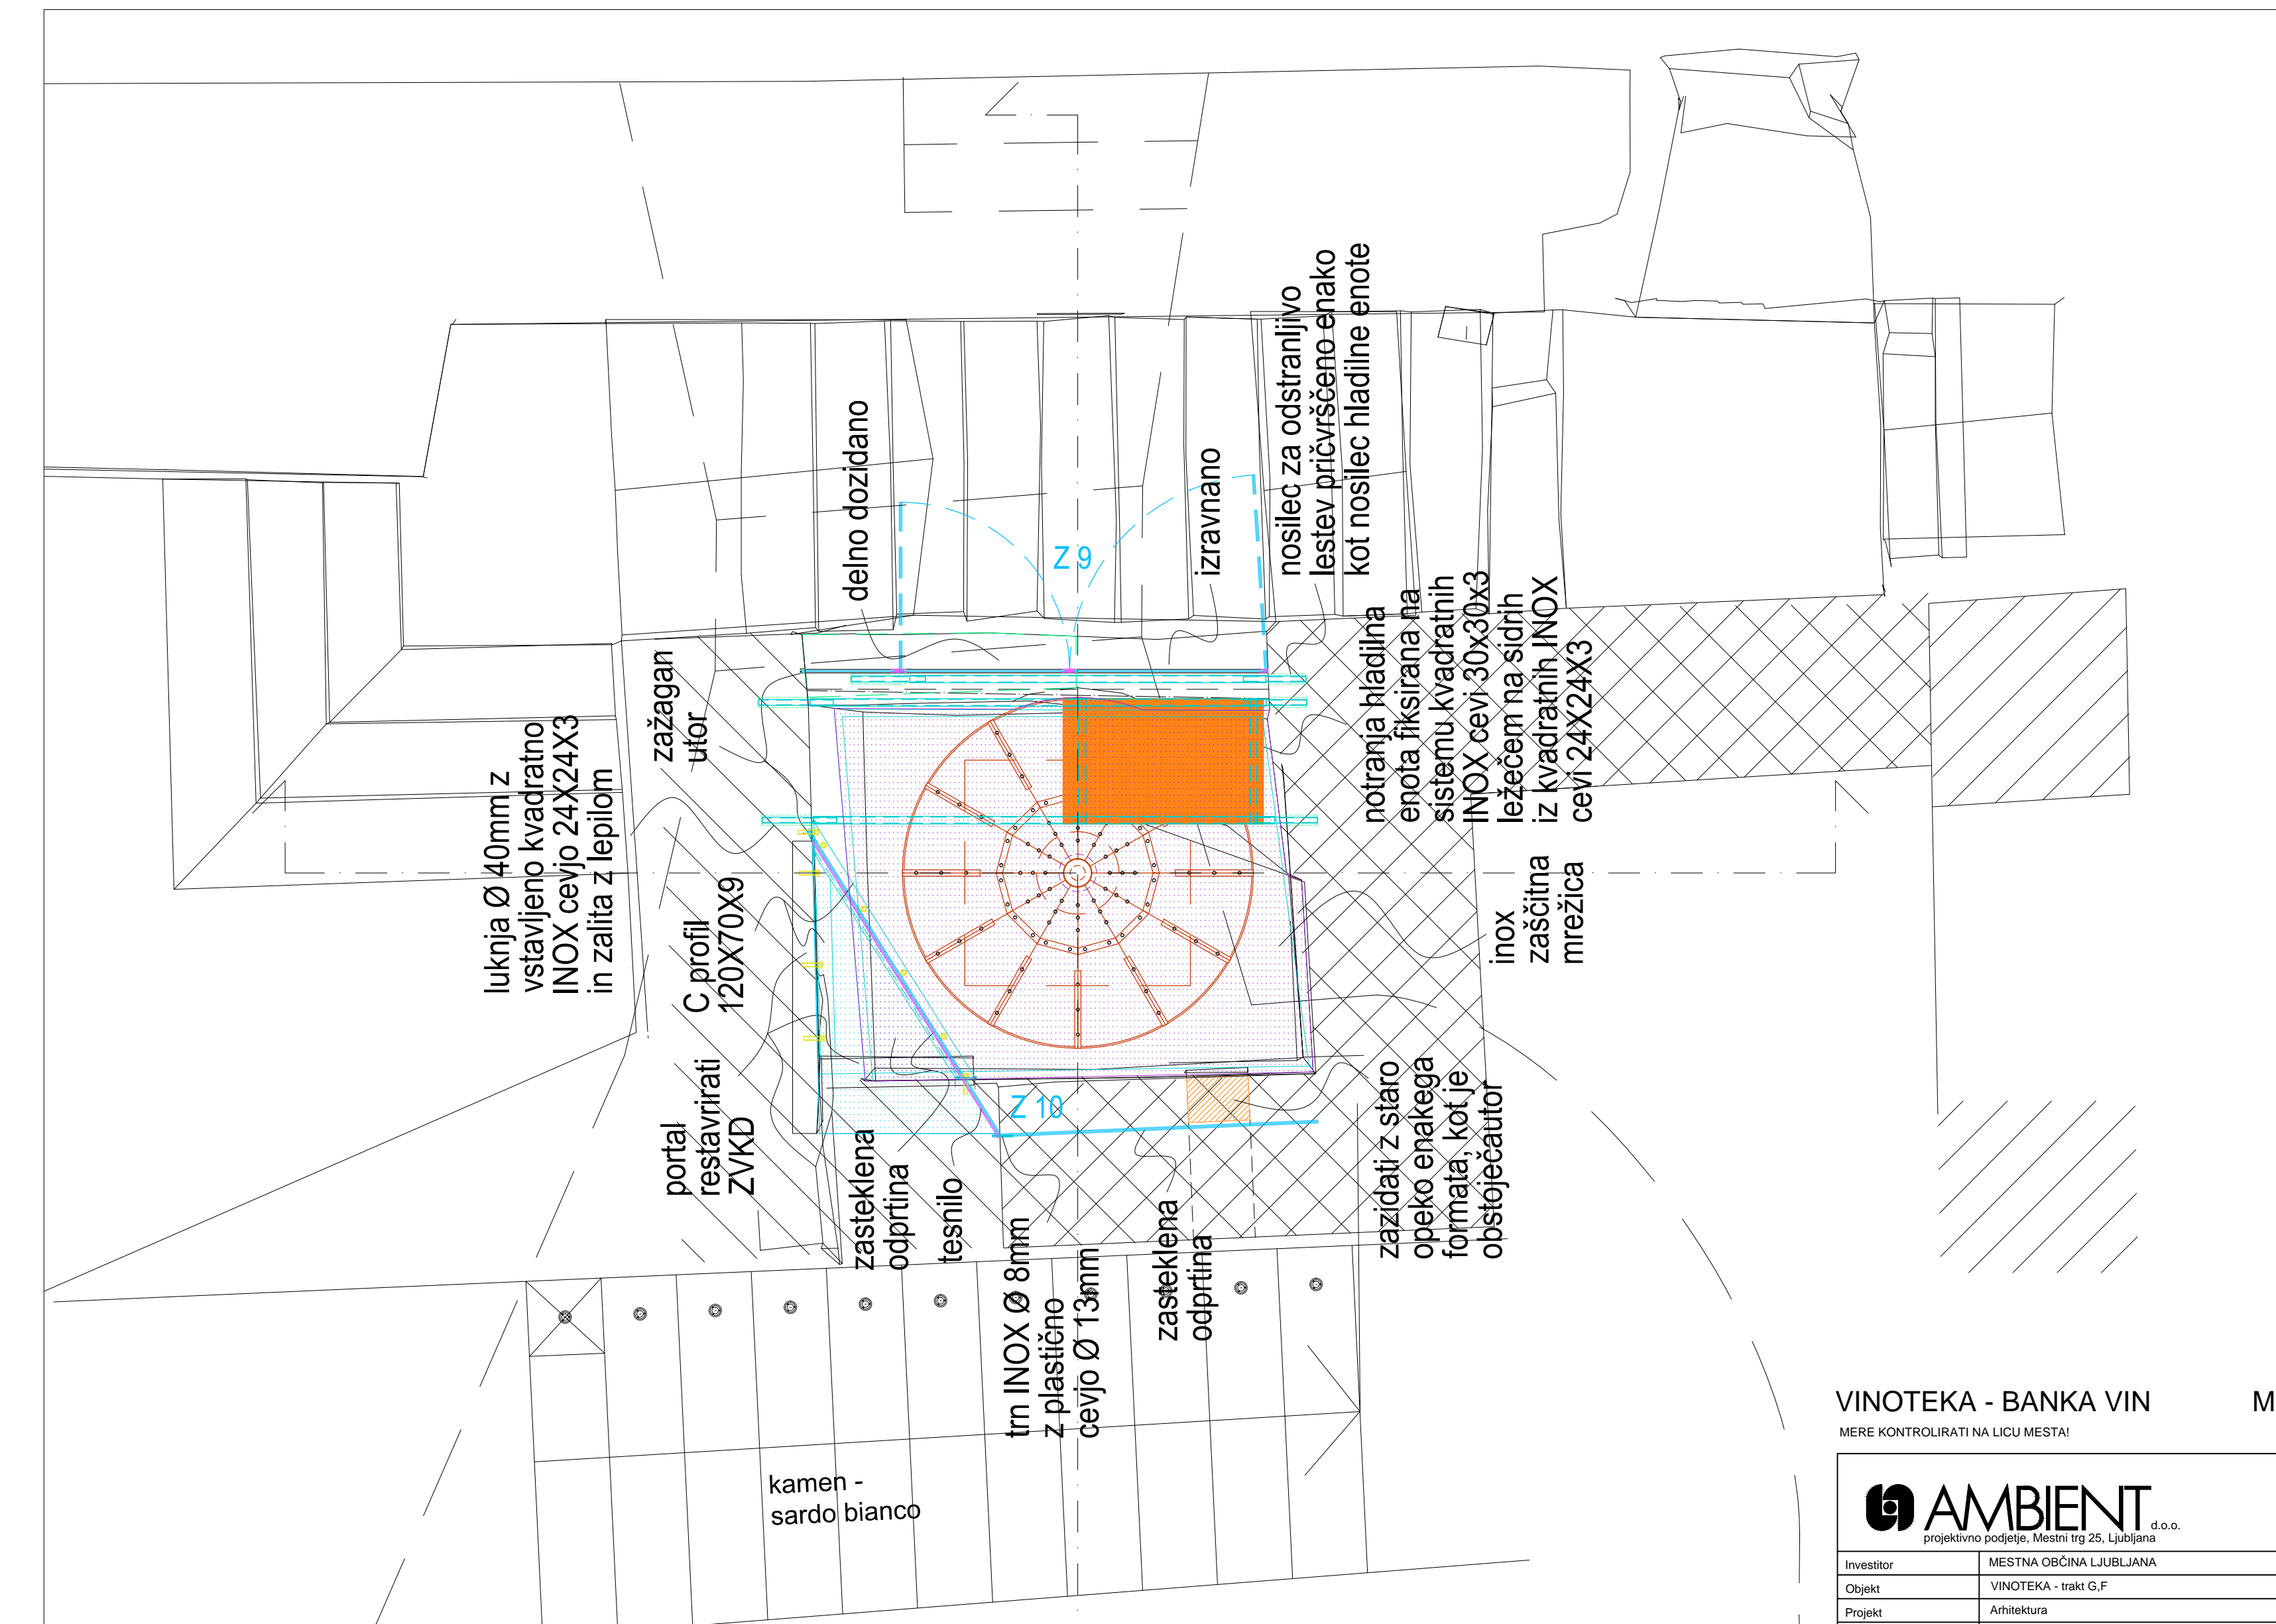 delno dozidano
Z 9
izravnano
nosilec za odstranljivo
lestev pričvrščeno enako
kot nosilec hladilne enote
zažagan
utor
luknja Ø 40mm z
vstavljeno kvadratno
INOX cevjo 24X24X3
in zalita z lepilom
notranja hladilna
enota fiksirana na
sistemu kvadratnih
INOX cevi 30x30x3
ležečem na sidrih
iz kvadratnih INOX
cevi 24X24X3
C profil
120X70X9
inox
zaščitna
mrežica
portal
restavrirati
ZVKD
zasteklena
odprtina
tesnilo
Z 10
trn INOX Ø 8mm
z plastično
cevjo Ø 13mm
zasteklena
odprtina
zazidati z staro
opeko enakega
formata, kot je
obstoječautor
kamen -
sardo bianco
VINOTEKA - BANKA VIN M
MERE KONTROLIRATI NA LICU MESTA!
AMBIENT d.o.o.
projektivno podjetje, Mestni trg 25, Ljubljana
Investitor MESTNA OBČINA LJUBLJANA
Objekt VINOTEKA - trakt G,F
Projekt Arhitektura